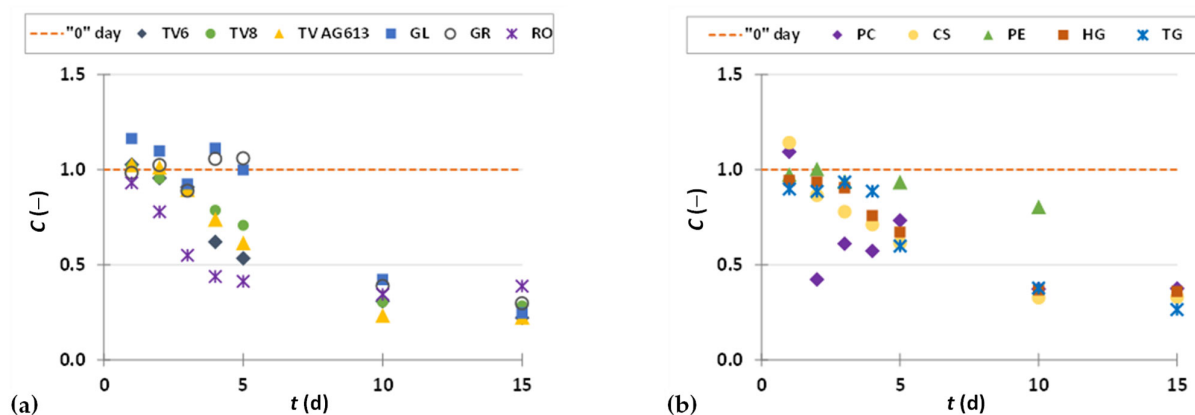 "0" day TV6 TV8 TV AG613 GL GR RO
1.5
1.0
0.5
0.0
C (–)
0 5 10 15
t (d)
(a)
"0" day PC CS PE HG TG
1.5
1.0
0.5
0.0
C (–)
0 5 10 15
t (d)
(b)